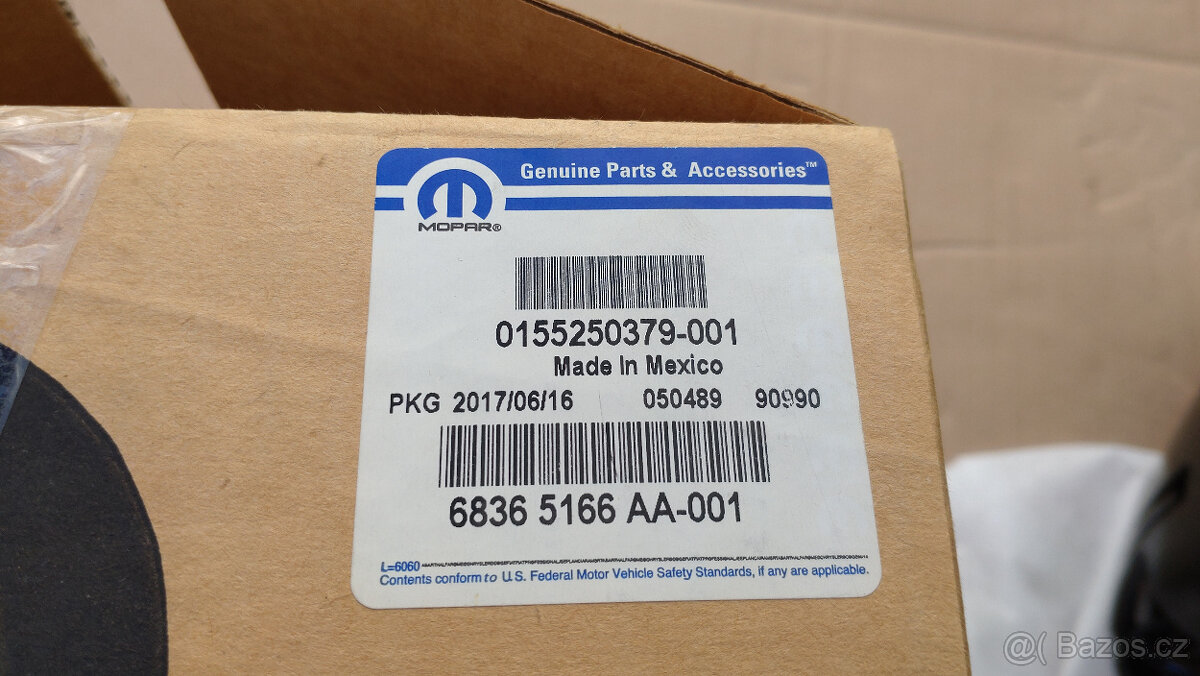 Genuine Parts & Accessories™
MOPAR®
0155250379-001
Made In Mexico
PKG 2017/06/16 050489 90990
6836 5166 AA-001
L=6060
Contents conform to U.S. Federal Motor Vehicle Safety Standards, if any are applicable.
@( Bazos.cz